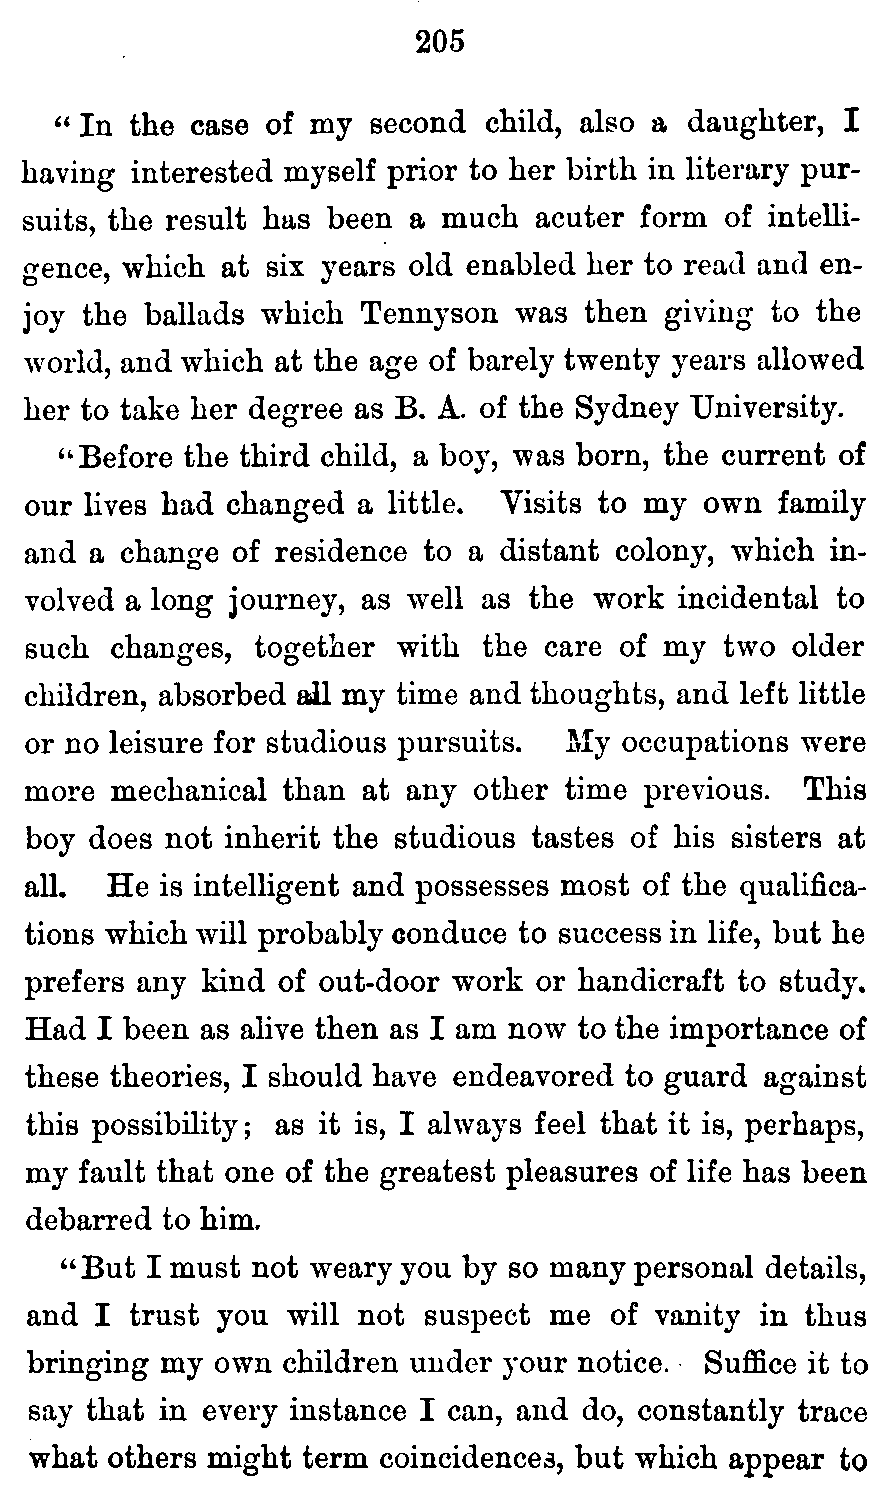 205
“ In the case of my second child, also a daughter, I
having interested myself prior to her birth in literary pur-
suits, the result has been a much acuter form of intelli-
gence, which at six years old enabled her to read and en-
joy the ballads which Tennyson was then giving to the
world, and which at the age of barely twenty years allowed
her to take her degree as B. A. of the Sydney University.
“Before the third child, a boy, was born, the current of
our lives had changed a little. Visits to my own family
and a change of residence to a distant colony, which in-
volved a long journey, as well as the work incidental to
such changes, together with the care of my two older
children, absorbed all my time and thoughts, and left little
or no leisure for studious pursuits. My occupations were
more mechanical than at any other time previous. This
boy does not inherit the studious tastes of his sisters at
all. He is intelligent and possesses most of the qualifica-
tions which will probably conduce to success in life, but he
prefers any kind of out-door work or handicraft to study.
Had I been as alive then as I am now to the importance of
these theories, I should have endeavored to guard against
this possibility; as it is, I always feel that it is, perhaps,
my fault that one of the greatest pleasures of life has been
debarred to him.
“But I must not weary you by so many personal details,
and I trust you will not suspect me of vanity in thus
bringing my own children under your notice. Suffice it to
say that in every instance I can, and do, constantly trace
what others might term coincidences, but which appear to